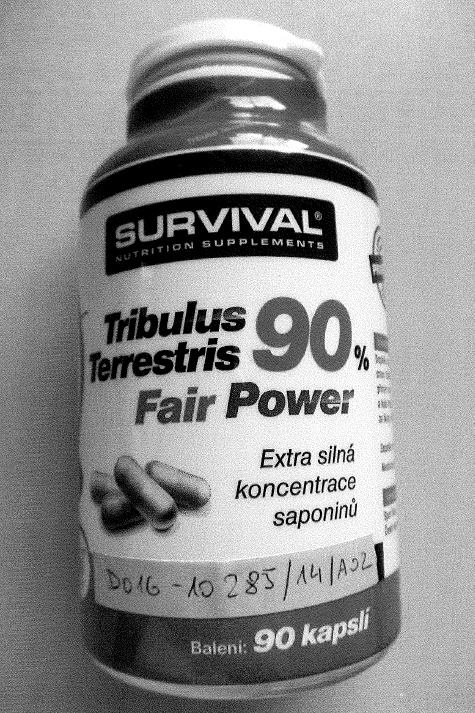 SURVIVAL®
NUTRITION SUPPLEMENTS
Tribulus
Terrestris 90%
Fair Power
Extra silná
koncentrace
saponinů
D016-10285/14/A02
Balení: 90 kapslí